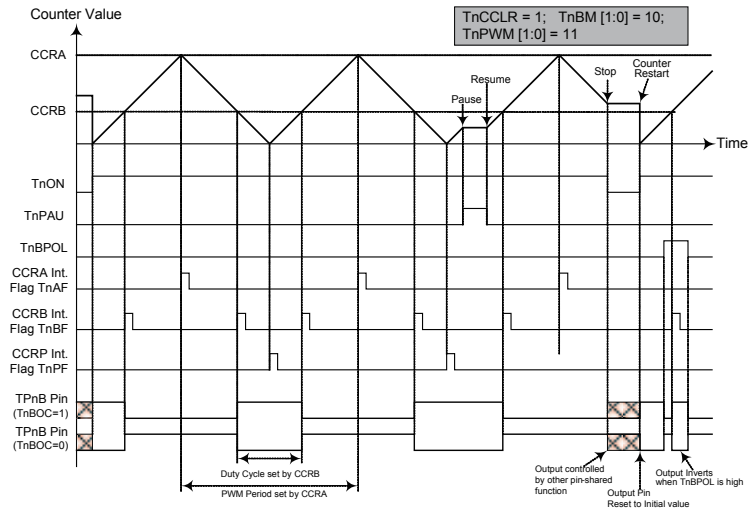 Counter Value
TnCCLR = 1; TnBM [1:0] = 10;
TnPWM [1:0] = 11
CCRA
Resume
Stop
Counter
Restart
Pause
CCRB
Time
TnON
TnPAU
TnBPOL
CCRA Int.
Flag TnAF
CCRB Int.
Flag TnBF
CCRP Int.
Flag TnPF
TPnB Pin
(TnBOC=1)
TPnB Pin
(TnBOC=0)
Duty Cycle set by CCRB
PWM Period set by CCRA
Output controlled
by other pin-shared
function
Output Pin
Reset to Initial value
Output Inverts
when TnBPOL is high